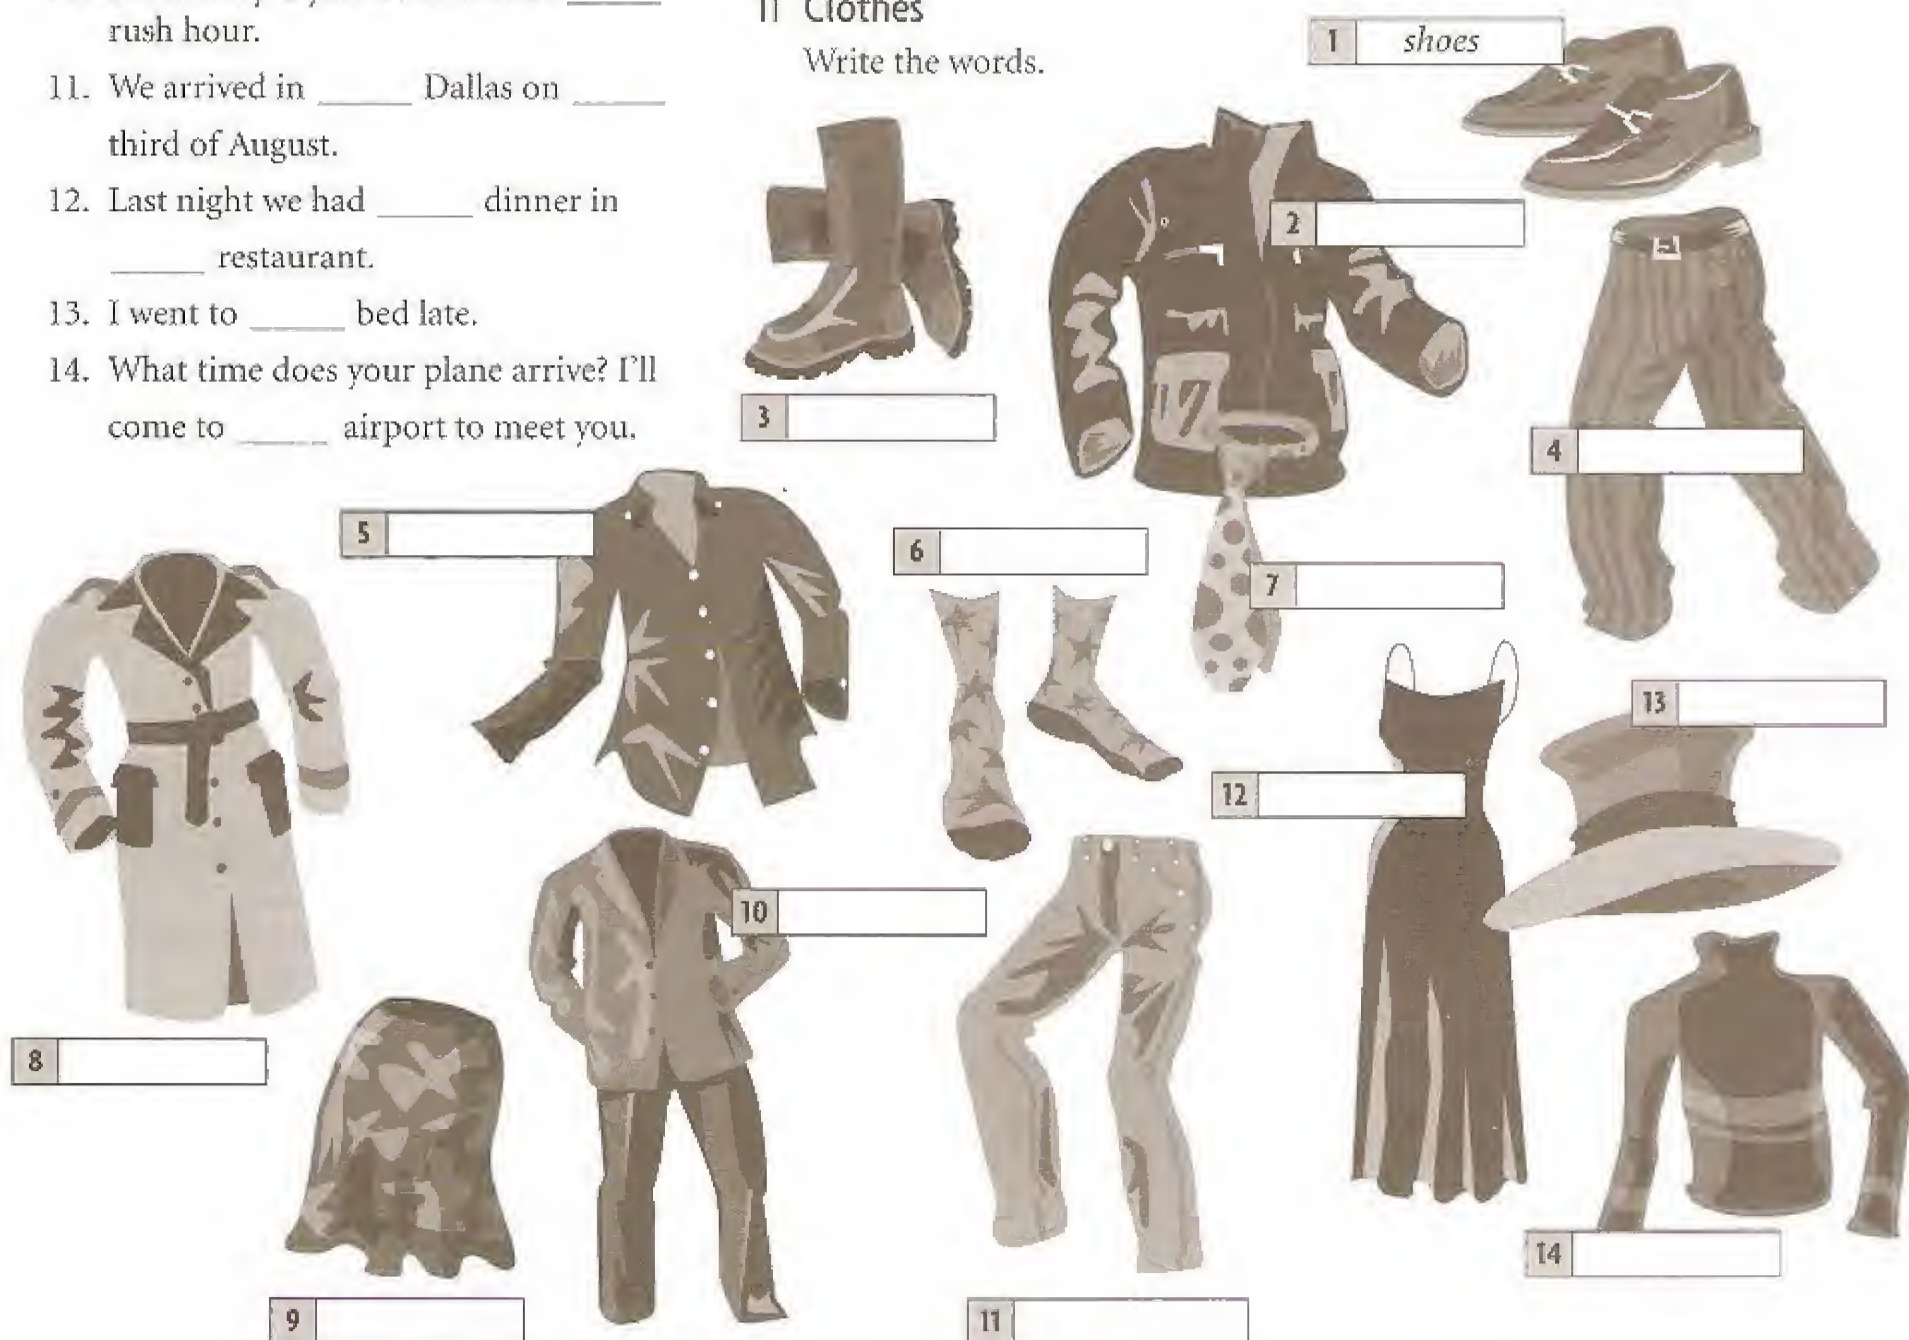 rush hour.
11. We arrived in _____ Dallas on _____
third of August.
12. Last night we had _____ dinner in
_____ restaurant.
13. I went to _____ bed late.
14. What time does your plane arrive? I'll
come to _____ airport to meet you.
11 Clothes
Write the words.
1 shoes
2
3
4
5
6
7
8
9
10
11
12
13
14